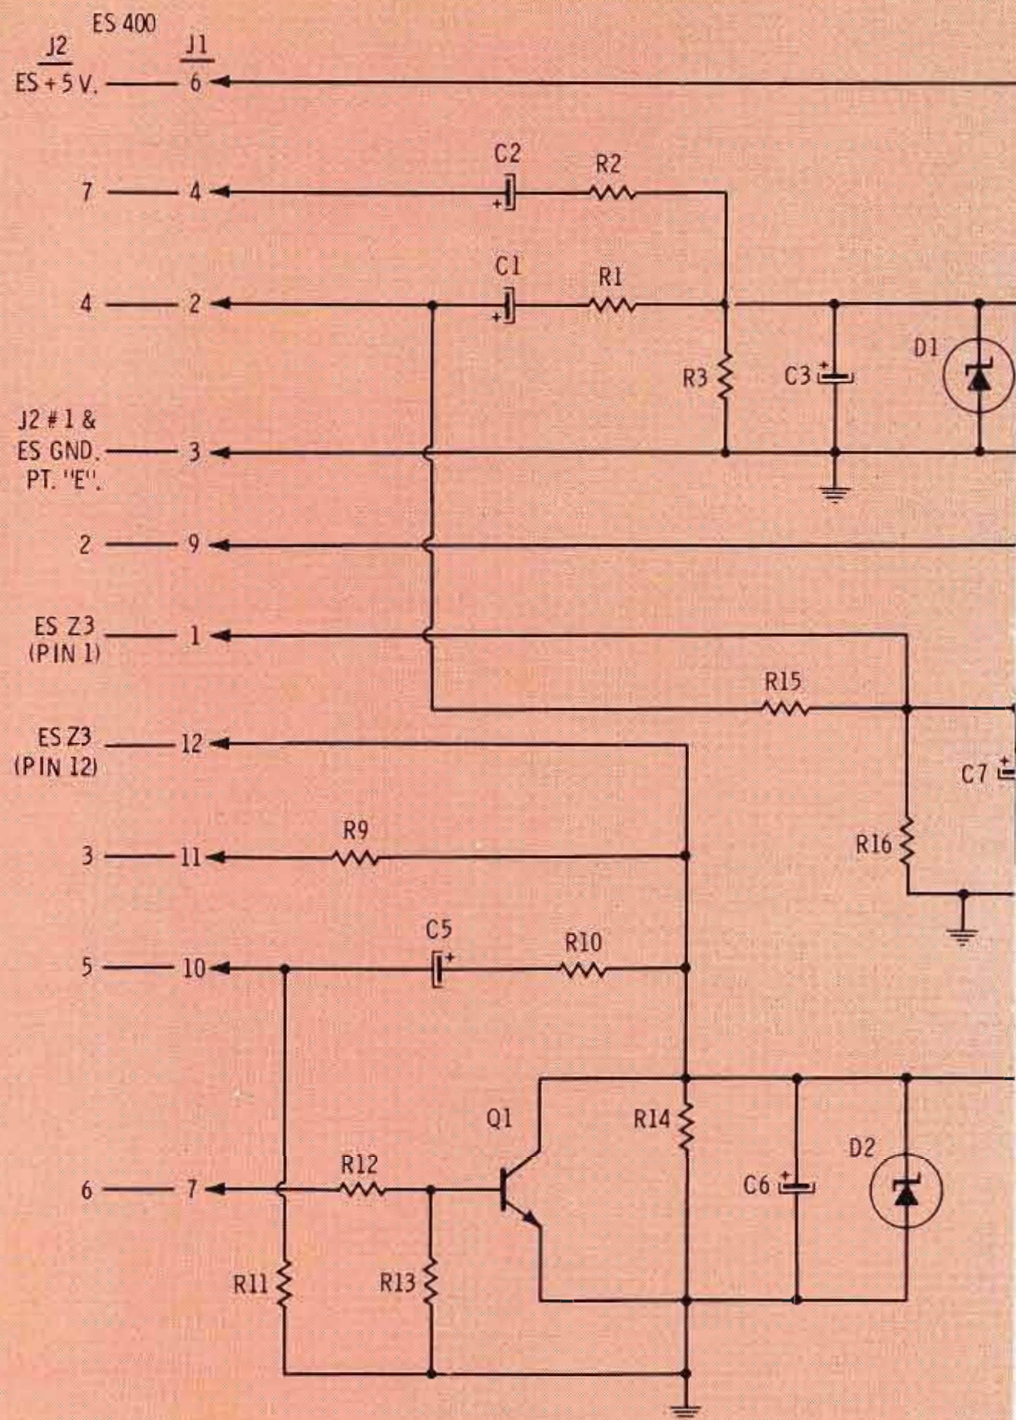 ES 400
J2 J1
ES + 5 V. 6
C2
R2
7 4
C1
R1
4 2
D1
R3
C3
+
J2 # 1 &
ES GND. 3
PT. "E".
2 9
ES Z3
(PIN 1) 1
R15
ES Z3
(PIN 12) 12
C7
+
R9
R16
3 11
C5
R10
+
5 10
Q1
R14
D2
R12
6 7
C6
+
R11
R13